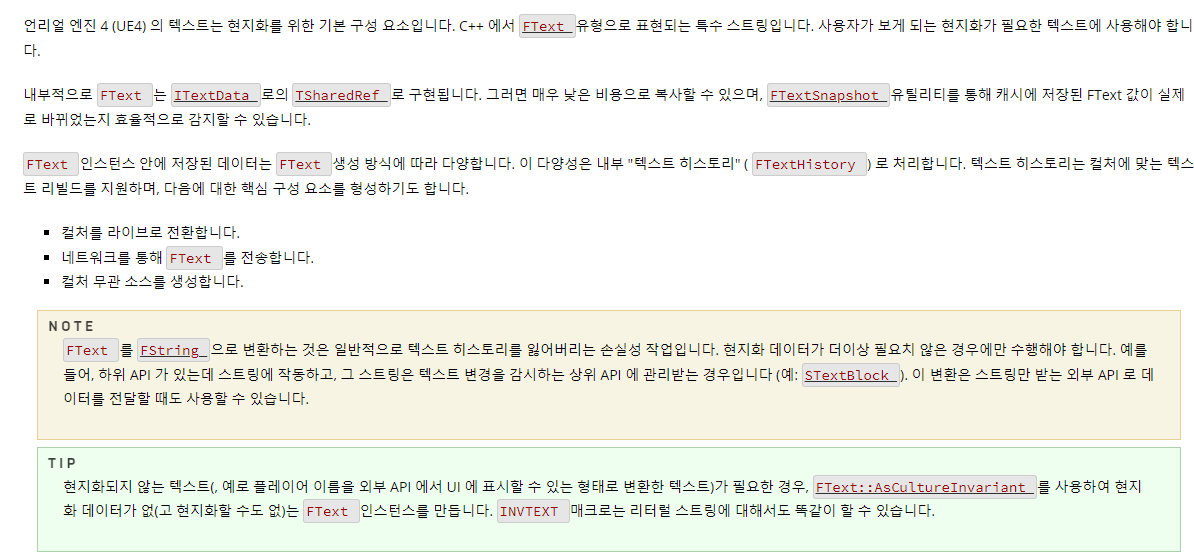 언리얼 엔진 4 (UE4) 의 텍스트는 현지화를 위한 기본 구성 요소입니다. C++ 에서 FText 유형으로 표현되는 특수 스트링입니다. 사용자가 보게 되는 현지화가 필요한 텍스트에 사용해야 합니
다.
내부적으로 FText 는 ITextData 로의 TSharedRef 로 구현됩니다. 그러면 매우 낮은 비용으로 복사할 수 있으며, FTextSnapshot 유틸리티를 통해 캐시에 저장된 FText 값이 실제
로 바뀌었는지 효율적으로 감지할 수 있습니다.
FText 인스턴스 안에 저장된 데이터는 FText 생성 방식에 따라 다양합니다. 이 다양성은 내부 "텍스트 히스토리" ( FTextHistory ) 로 처리합니다. 텍스트 히스토리는 컬처에 맞는 텍스
트 리빌드를 지원하며, 다음에 대한 핵심 구성 요소를 형성하기도 합니다.
▪ 컬처를 라이브로 전환합니다.
▪ 네트워크를 통해 FText 를 전송합니다.
▪ 컬처 무관 소스를 생성합니다.
NOTE
FText 를 FString 으로 변환하는 것은 일반적으로 텍스트 히스토리를 잃어버리는 손실성 작업입니다. 현지화 데이터가 더이상 필요치 않은 경우에만 수행해야 합니다. 예를
들어, 하위 API 가 있는데 스트링에 작동하고, 그 스트링은 텍스트 변경을 감시하는 상위 API 에 관리받는 경우입니다 (예: STextBlock ). 이 변환은 스트링만 받는 외부 API 로 데
이터를 전달할 때도 사용할 수 있습니다.
TIP
현지화되지 않는 텍스트(, 예로 플레이어 이름을 외부 API 에서 UI 에 표시할 수 있는 형태로 변환한 텍스트)가 필요한 경우, FText::AsCultureInvariant 를 사용하여 현지
화 데이터가 없(고 현지화할 수도 없)는 FText 인스턴스를 만듭니다. INVTEXT 매크로는 리터럴 스트링에 대해서도 똑같이 할 수 있습니다.